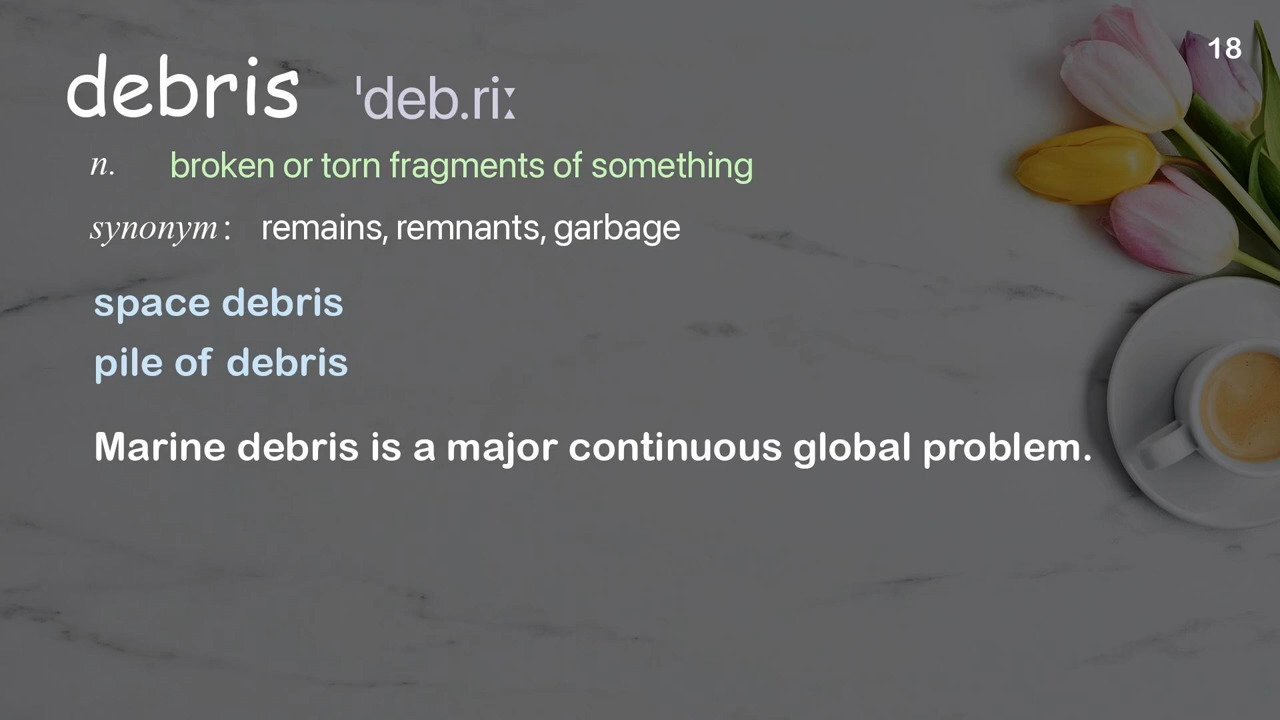 18
debris ˈdeb.riː
n. broken or torn fragments of something
synonym: remains, remnants, garbage
space debris
pile of debris
Marine debris is a major continuous global problem.